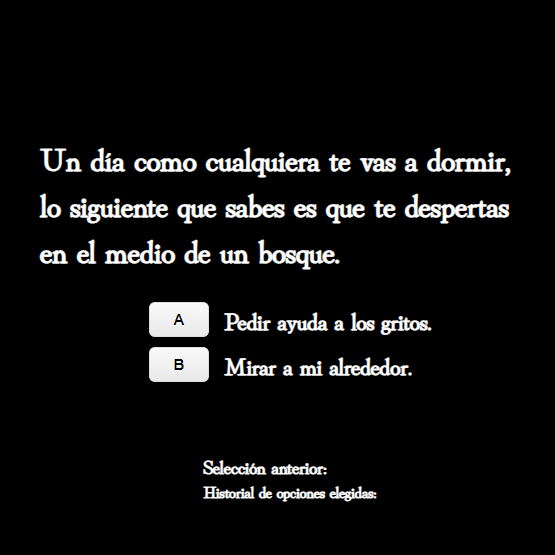 Un día como cualquiera te vas a dormir,
lo siguiente que sabes es que te despertas
en el medio de un bosque.
A Pedir ayuda a los gritos.
B Mirar a mi alrededor.
Selección anterior:
Historial de opciones elegidas: